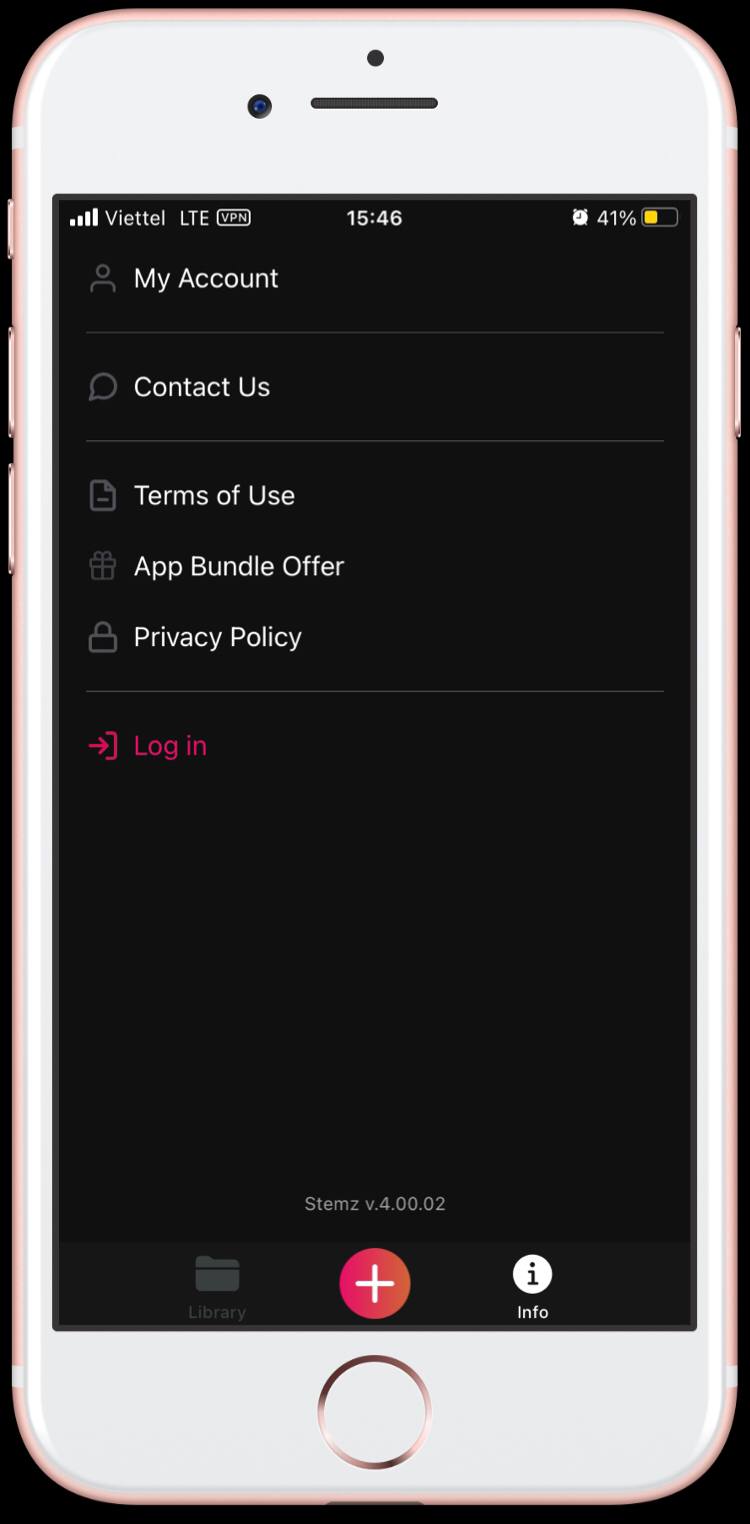 Viettel LTE VPN 15:46 41%
My Account
Contact Us
Terms of Use
App Bundle Offer
Privacy Policy
Log in
Stemz v.4.00.02
Library Info